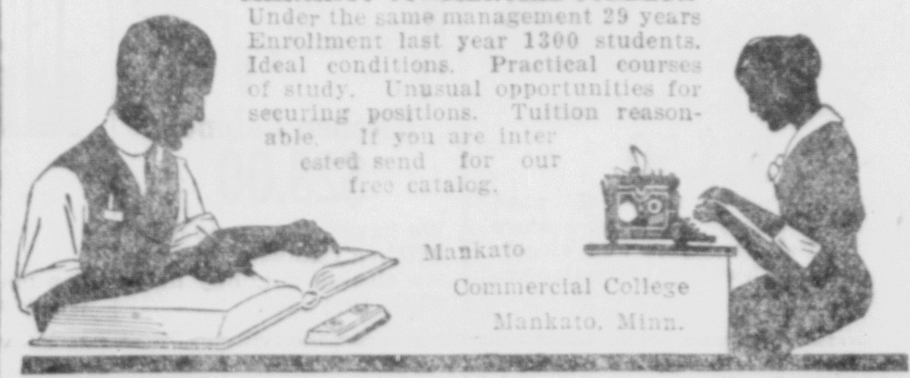 Under the same management 29 years
Enrollment last year 1300 students.
Ideal conditions. Practical courses
of study. Unusual opportunities for
securing positions. Tuition reason-
able. If you are inter
ested send for our
free catalog.
Mankato
Commercial College
Mankato, Minn.